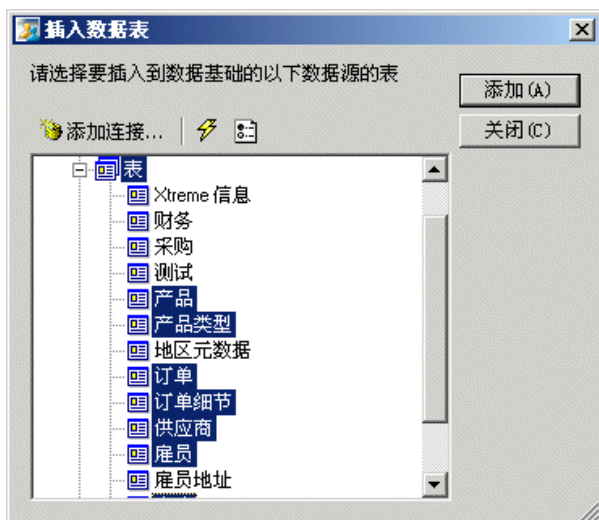 插入数据表
请选择要插入到数据基础的以下数据源的表
添加(A)
添加连接...
关闭(C)
表
Xtreme 信息
财务
采购
测试
产品
产品类型
地区元数据
订单
订单细节
供应商
雇员
雇员地址